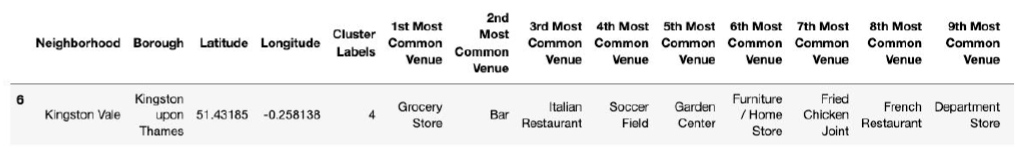 Neighborhood Borough Latitude Longitude Cluster Labels 1st Most Common Venue 2nd Most Common Venue 3rd Most Common Venue 4th Most Common Venue 5th Most Common Venue 6th Most Common Venue 7th Most Common Venue 8th Most Common Venue 9th Most Common Venue
6 Kingston Vale Kingston upon Thames 51.43185 -0.258138 4 Grocery Store Bar Italian Restaurant Soccer Field Garden Center Furniture / Home Store Fried Chicken Joint French Restaurant Department Store